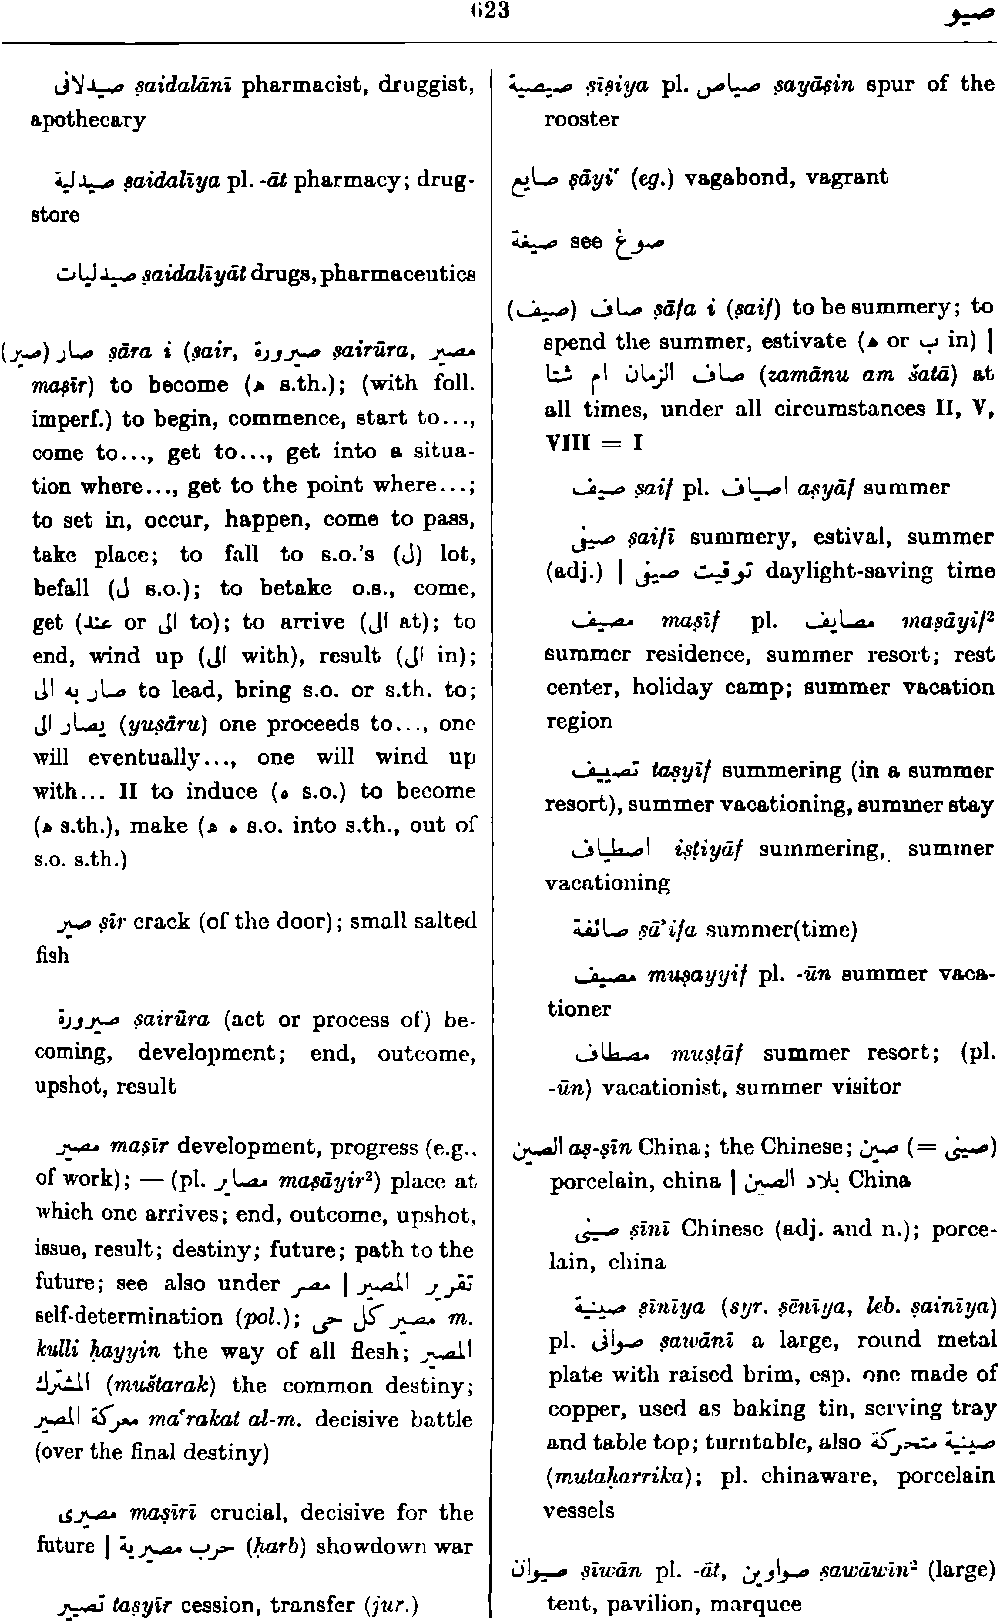 623
صيو
صيدلانى ṣaidalānī pharmacist, druggist,
apothecary
صيدلية ṣaidalīya pl. -āt pharmacy; drug-
store
صيدليات ṣaidalīyāt drugs, pharmaceutics
(صير) صار ṣāra i (ṣair, صيرورة ṣairūra, مصير
maṣīr) to become (ه s.th.); (with foll.
imperf.) to begin, commence, start to...,
come to..., get to..., get into a situa-
tion where..., get to the point where...;
to set in, occur, happen, come to pass,
take place; to fall to s.o.'s (ل) lot,
befall (ل s.o.); to betake o.s., come,
get (عند or الى to); to arrive (الى at); to
end, wind up (الى with), result (الى in);
صار به الى to lead, bring s.o. or s.th. to;
يصار الى (yuṣāru) one proceeds to..., one
will eventually..., one will wind up
with... II to induce (ه s.o.) to become
(ه s.th.), make (ه ه s.o. into s.th., out of
s.o. s.th.)
صير ṣīr crack (of the door); small salted
fish
صيرورة ṣairūra (act or process of) be-
coming, development; end, outcome,
upshot, result
مصير maṣīr development, progress (e.g.,
of work); — (pl. مصاير maṣāyir²) place at
which one arrives; end, outcome, upshot,
issue, result; destiny; future; path to the
future; see also under مصر | تقرير المصير
self-determination (pol.); مصير كل حى m.
kulli ḥayyin the way of all flesh; المصير
المشترك (muštarak) the common destiny;
معركة المصير maʿrakat al-m. decisive battle
(over the final destiny)
مصيرى maṣīrī crucial, decisive for the
future | حرب مصيرية (ḥarb) showdown war
تصيير taṣyīr cession, transfer (jur.)
صيصية ṣīṣiya pl. صياص ṣayāṣin spur of the
rooster
صايع ṣāyiʿ (eg.) vagabond, vagrant
صيغة see صوغ
(صيف) صاف ṣāfa i (ṣaif) to be summery; to
spend the summer, estivate (ه or ب in) |
صاف الزمان ام شتا (zamānu am šatā) at
all times, under all circumstances II, V,
VIII = I
صيف ṣaif pl. اصياف aṣyāf summer
صيفى ṣaifī summery, estival, summer
(adj.) | توقيت صيفى daylight-saving time
مصيف maṣīf pl. مصايف maṣāyif²
summer residence, summer resort; rest
center, holiday camp; summer vacation
region
تصييف taṣyīf summering (in a summer
resort), summer vacationing, summer stay
اصطياف iṣṭiyāf summering, summer
vacationing
صائفة ṣāʾifa summer(time)
مصيف muṣayyif pl. -ūn summer vaca-
tioner
مصطاف muṣṭāf summer resort; (pl.
-ūn) vacationist, summer visitor
الصين aṣ-ṣīn China; the Chinese; صين (= صينى)
porcelain, china | بلاد الصين China
صينى ṣīnī Chinese (adj. and n.); porce-
lain, china
صينية ṣīnīya (syr. ṣēnīya, leb. ṣainīya)
pl. صوانى ṣawānī a large, round metal
plate with raised brim, esp. one made of
copper, used as baking tin, serving tray
and table top; turntable, also صينية متحركة
(mutaḥarrika); pl. chinaware, porcelain
vessels
صيوان ṣīwān pl. -āt, صواوين ṣawāwīn² (large)
tent, pavilion, marquee